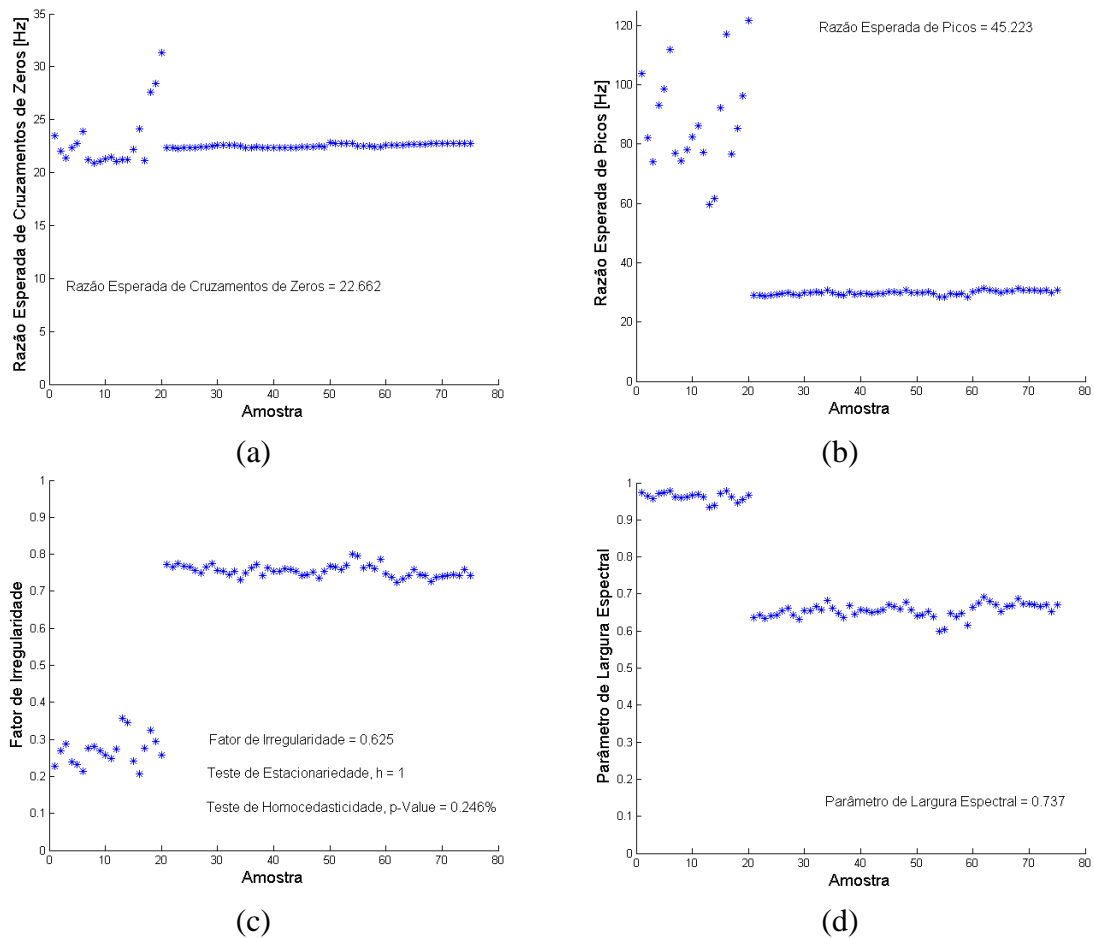 Razão Esperada de Cruzamentos de Zeros [Hz]
35
30
25
20
15
10
5
0
Razão Esperada de Cruzamentos de Zeros = 22.662
0 10 20 30 40 50 60 70 80
Amostra
(a)
Razão Esperada de Picos [Hz]
120
100
80
60
40
20
0
Razão Esperada de Picos = 45.223
0 10 20 30 40 50 60 70 80
Amostra
(b)
Fator de Irregularidade
1
0.9
0.8
0.7
0.6
0.5
0.4
0.3
0.2
0.1
0
Fator de Irregularidade = 0.625
Teste de Estacionariedade, h = 1
Teste de Homocedasticidade, p-Value = 0.246%
0 10 20 30 40 50 60 70 80
Amostra
(c)
Parâmetro de Largura Espectral
1
0.9
0.8
0.7
0.6
0.5
0.4
0.3
0.2
0.1
0
Parâmetro de Largura Espectral = 0.737
0 10 20 30 40 50 60 70 80
Amostra
(d)